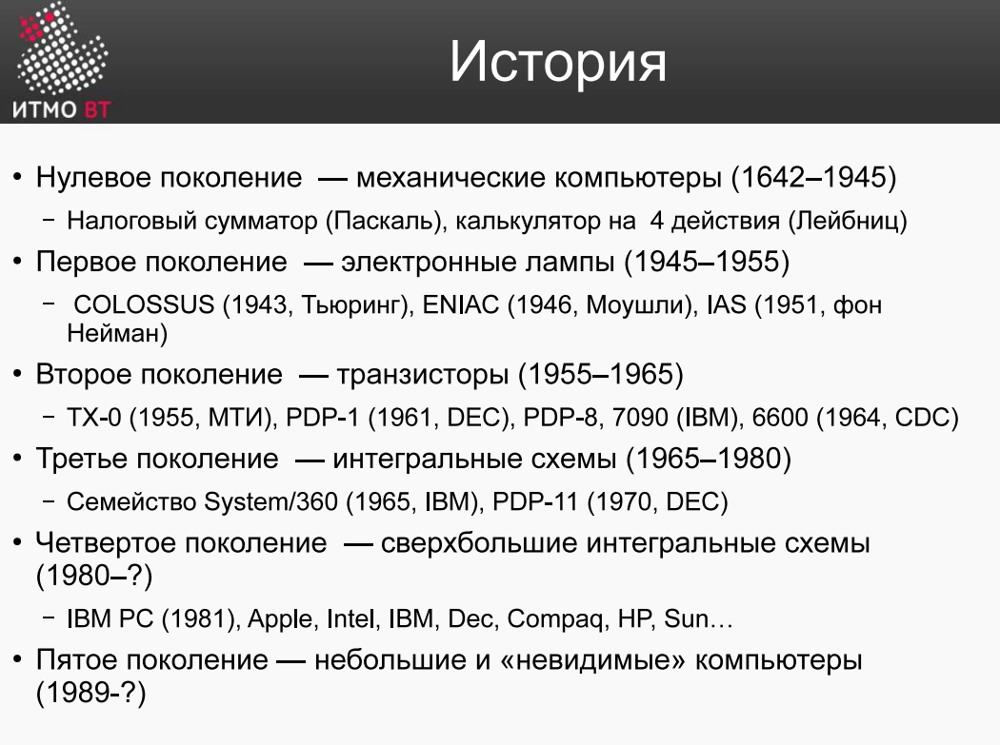 ИТМО ВТ
История
• Нулевое поколение — механические компьютеры (1642–1945)
– Налоговый сумматор (Паскаль), калькулятор на 4 действия (Лейбниц)
• Первое поколение — электронные лампы (1945–1955)
– COLOSSUS (1943, Тьюринг), ENIAC (1946, Моушли), IAS (1951, фон
Нейман)
• Второе поколение — транзисторы (1955–1965)
– TX-0 (1955, МТИ), PDP-1 (1961, DEC), PDP-8, 7090 (IBM), 6600 (1964, CDC)
• Третье поколение — интегральные схемы (1965–1980)
– Семейство System/360 (1965, IBM), PDP-11 (1970, DEC)
• Четвертое поколение — сверхбольшие интегральные схемы
(1980–?)
– IBM PC (1981), Apple, Intel, IBM, Dec, Compaq, HP, Sun…
• Пятое поколение — небольшие и «невидимые» компьютеры
(1989-?)